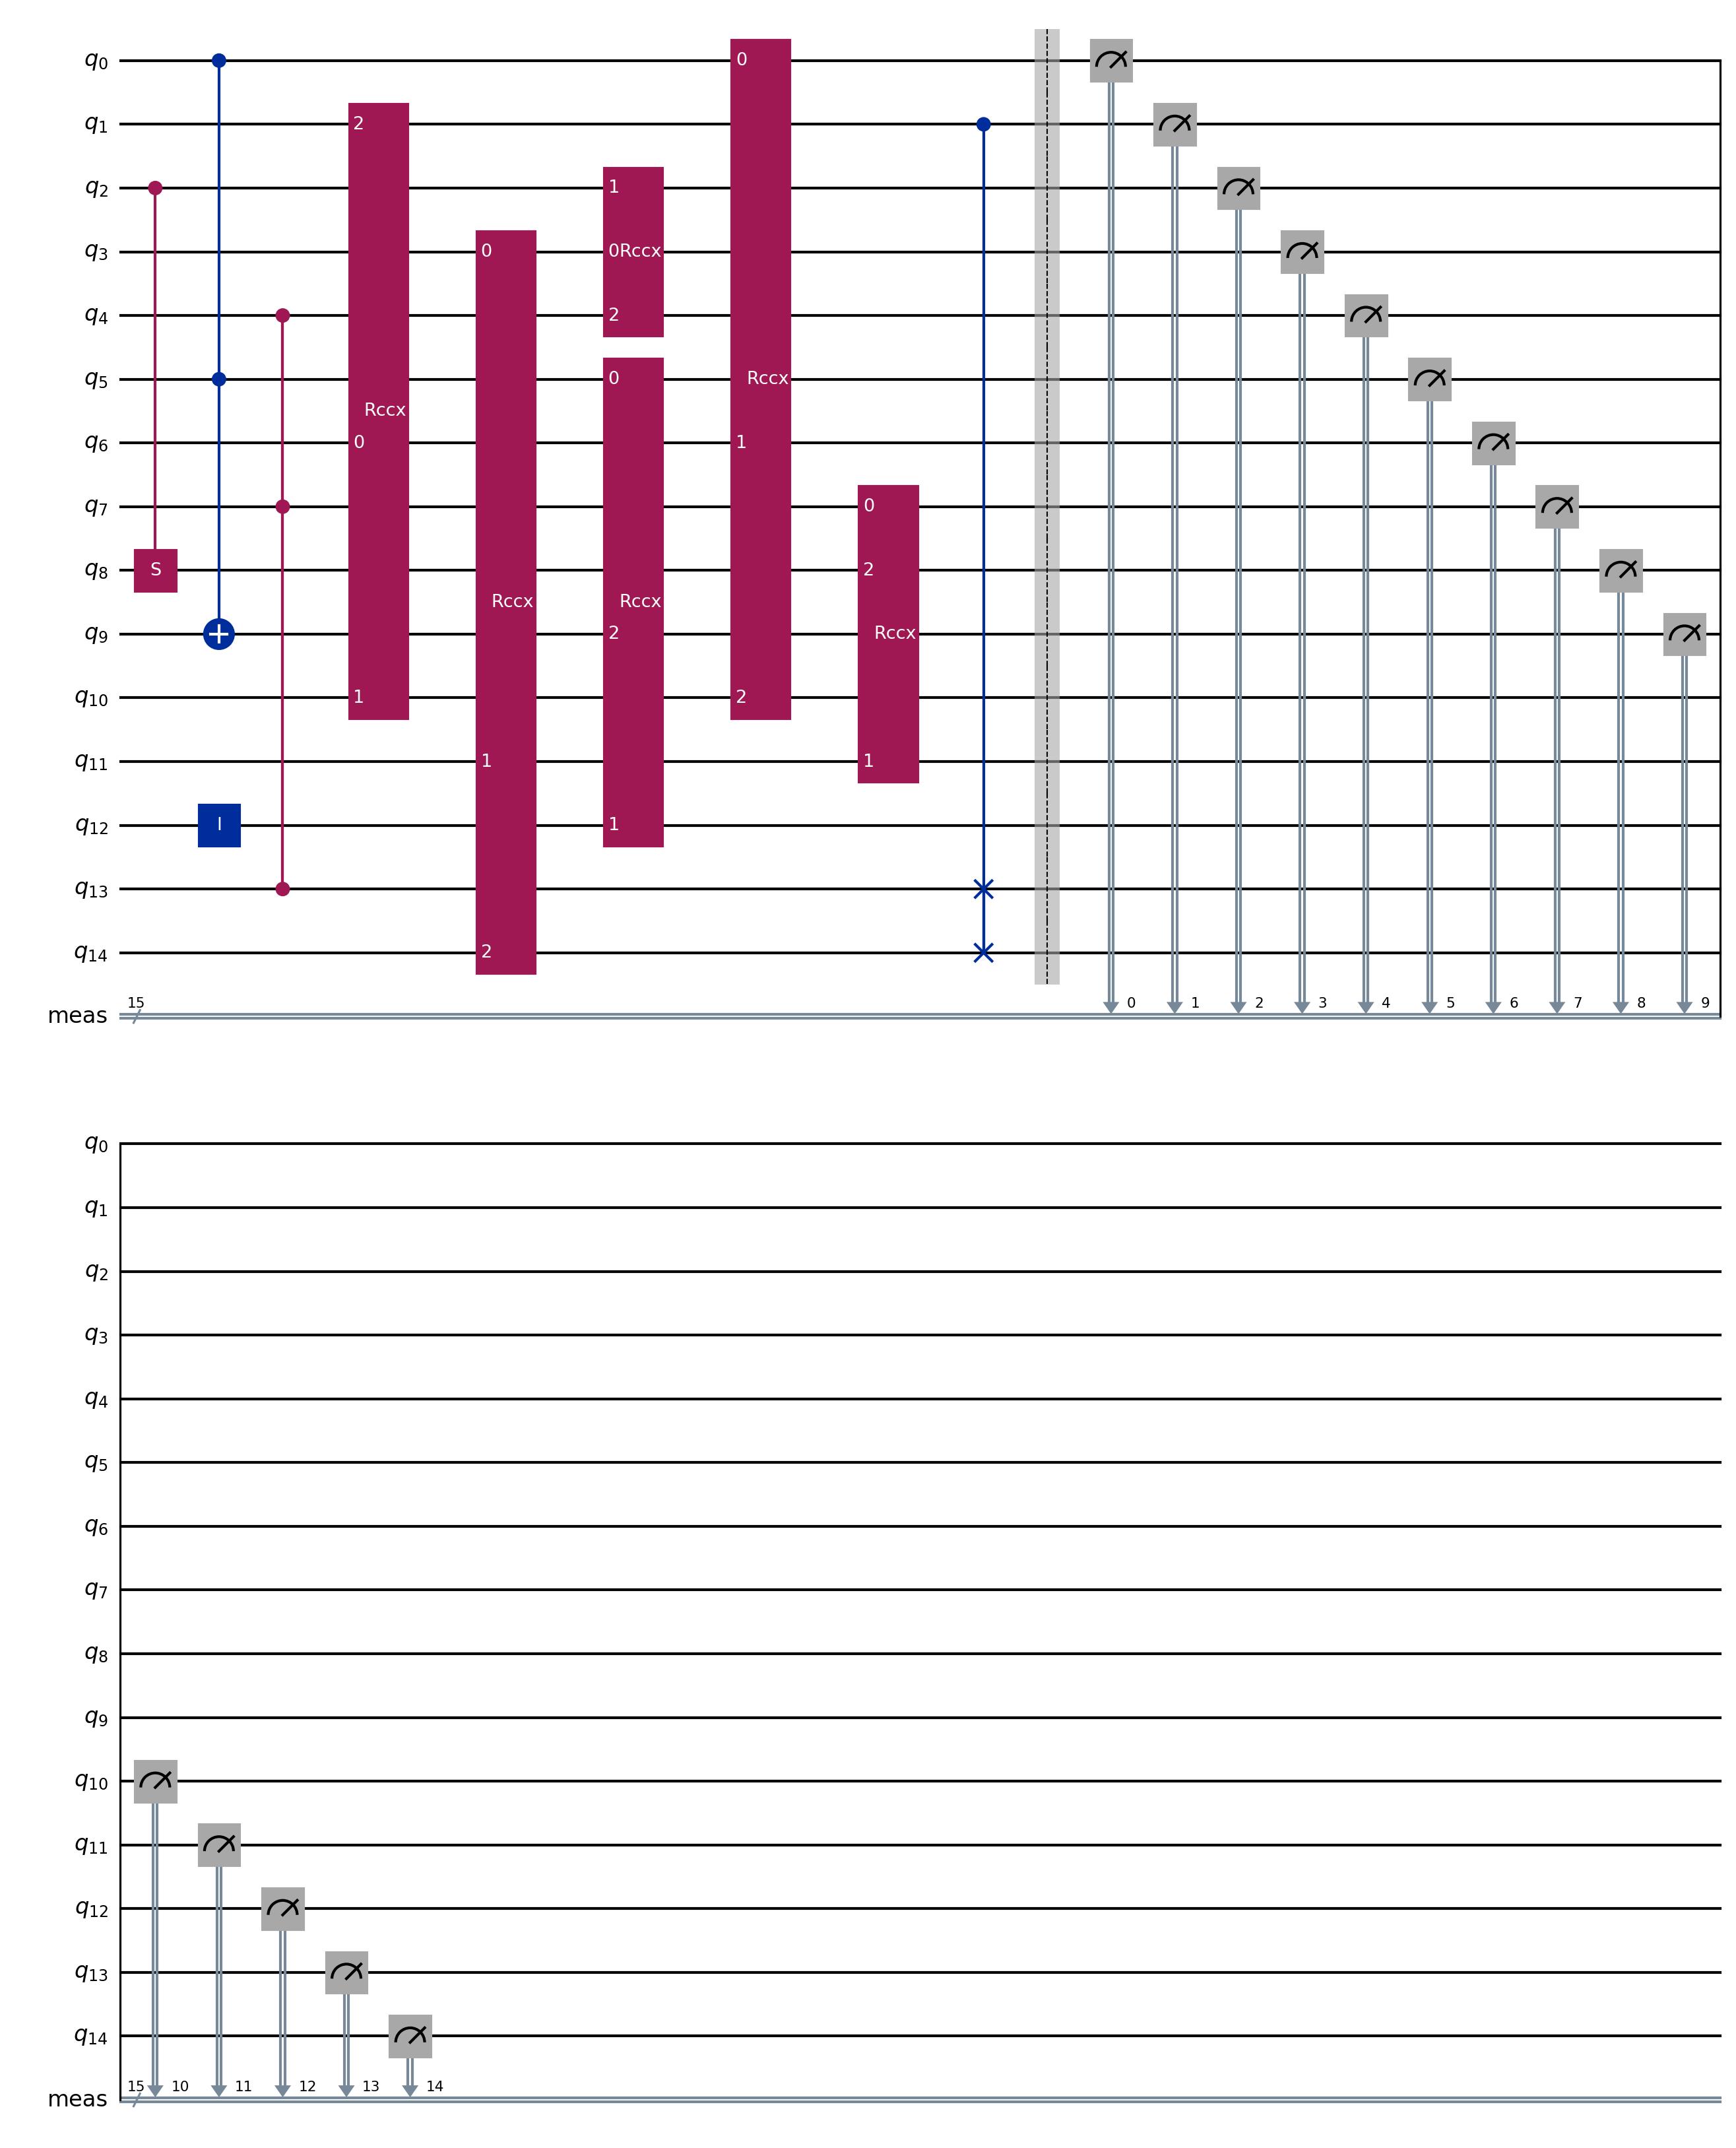 q0 0
q1 2
q2 1
q3 0 0Rccx
q4 2
q5 0 Rccx
Rccx
q6 0 1
q7 0
q8 S 2
Rccx Rccx
q9 2 Rccx
q10 1 2
q11 1 1
q12 I 1
q13
q14 2
meas 15 0 1 2 3 4 5 6 7 8 9
q0
q1
q2
q3
q4
q5
q6
q7
q8
q9
q10
q11
q12
q13
q14
meas 15 10 11 12 13 14